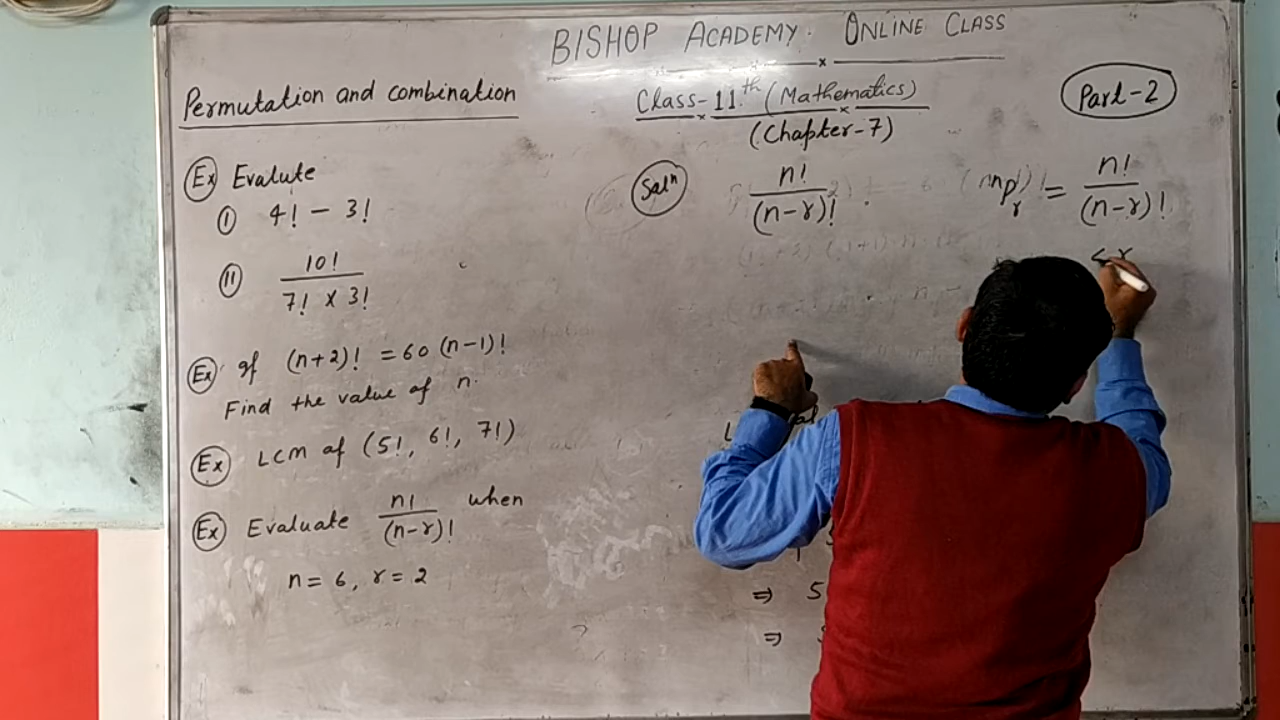 BISHOP ACADEMY. ONLINE CLASS
Permutation and combination
Class-11th (Mathematics)
(Chapter-7)
Part-2
Ex Evalute
(I) 4! - 3!
(II) 10! / 7! × 3!
Ex If (n+2)! = 60 (n-1)!
Find the value of n.
Ex LCM of (5!, 6!, 7!)
Ex Evaluate n! / (n-r)! when
n = 6, r = 2
Solⁿ n! / (n-r)!
nPr = n! / (n-r)!
< r
⇒ 5
⇒